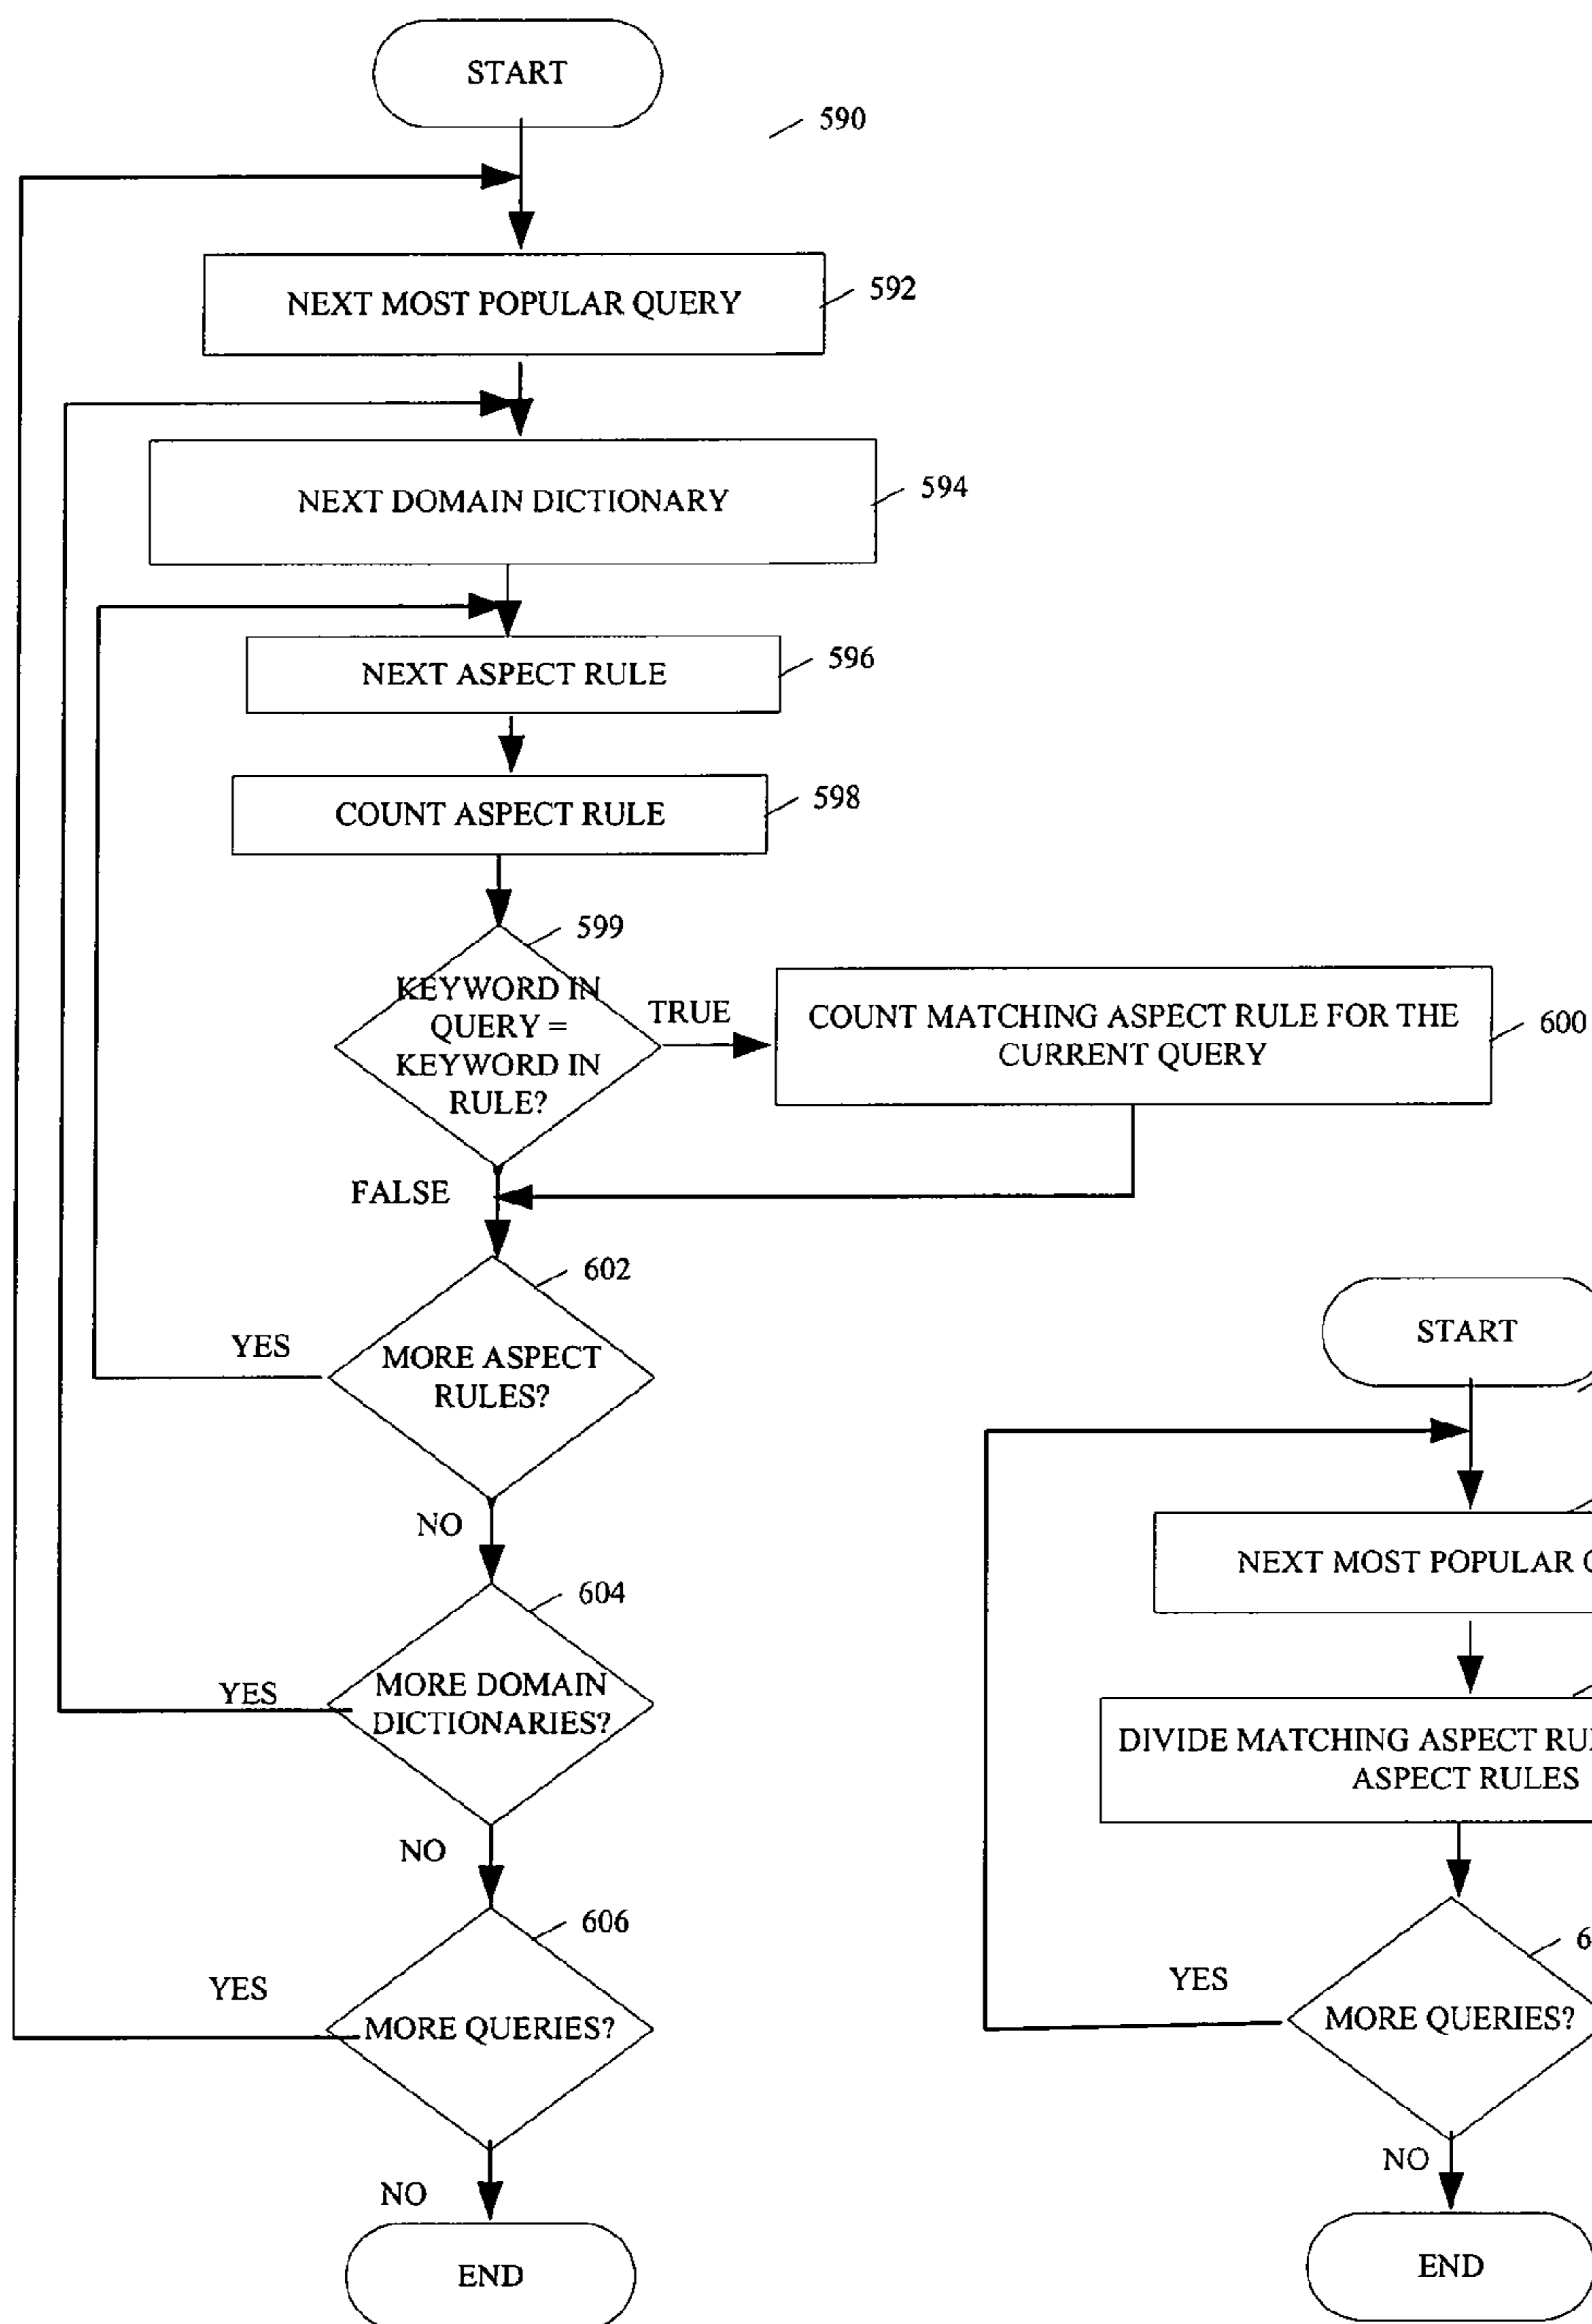 START
590
NEXT MOST POPULAR QUERY
592
NEXT DOMAIN DICTIONARY
594
NEXT ASPECT RULE
596
COUNT ASPECT RULE
598
599
KEYWORD IN
QUERY =
KEYWORD IN
RULE?
TRUE
COUNT MATCHING ASPECT RULE FOR THE
CURRENT QUERY
600
FALSE
602
MORE ASPECT
RULES?
YES
NO
604
MORE DOMAIN
DICTIONARIES?
YES
NO
606
MORE QUERIES?
YES
NO
END
START
NEXT MOST POPULAR
DIVIDE MATCHING ASPECT
ASPECT RULES
MORE QUERIES?
YES
NO
END